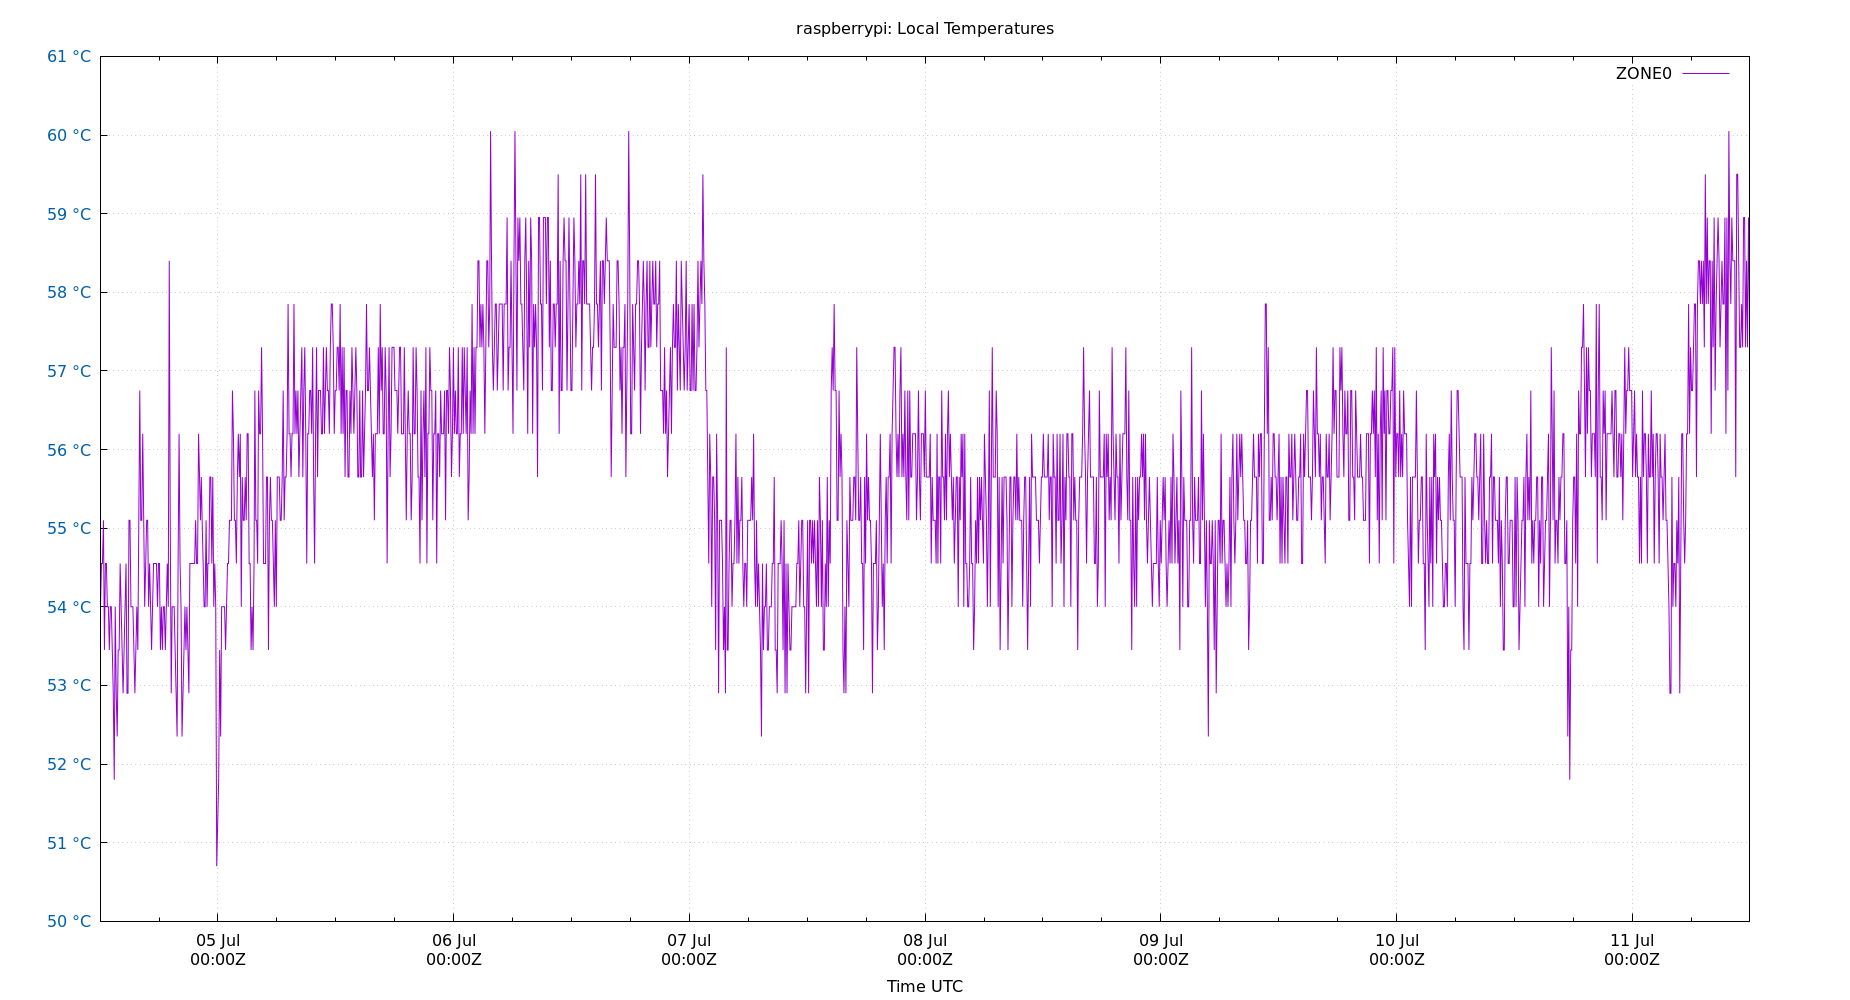 raspberrypi: Local Temperatures
61 °C
ZONE0
60 °C
59 °C
58 °C
57 °C
56 °C
55 °C
54 °C
53 °C
52 °C
51 °C
50 °C
05 Jul 06 Jul 07 Jul 08 Jul 09 Jul 10 Jul 11 Jul
00:00Z 00:00Z 00:00Z 00:00Z 00:00Z 00:00Z 00:00Z
Time UTC